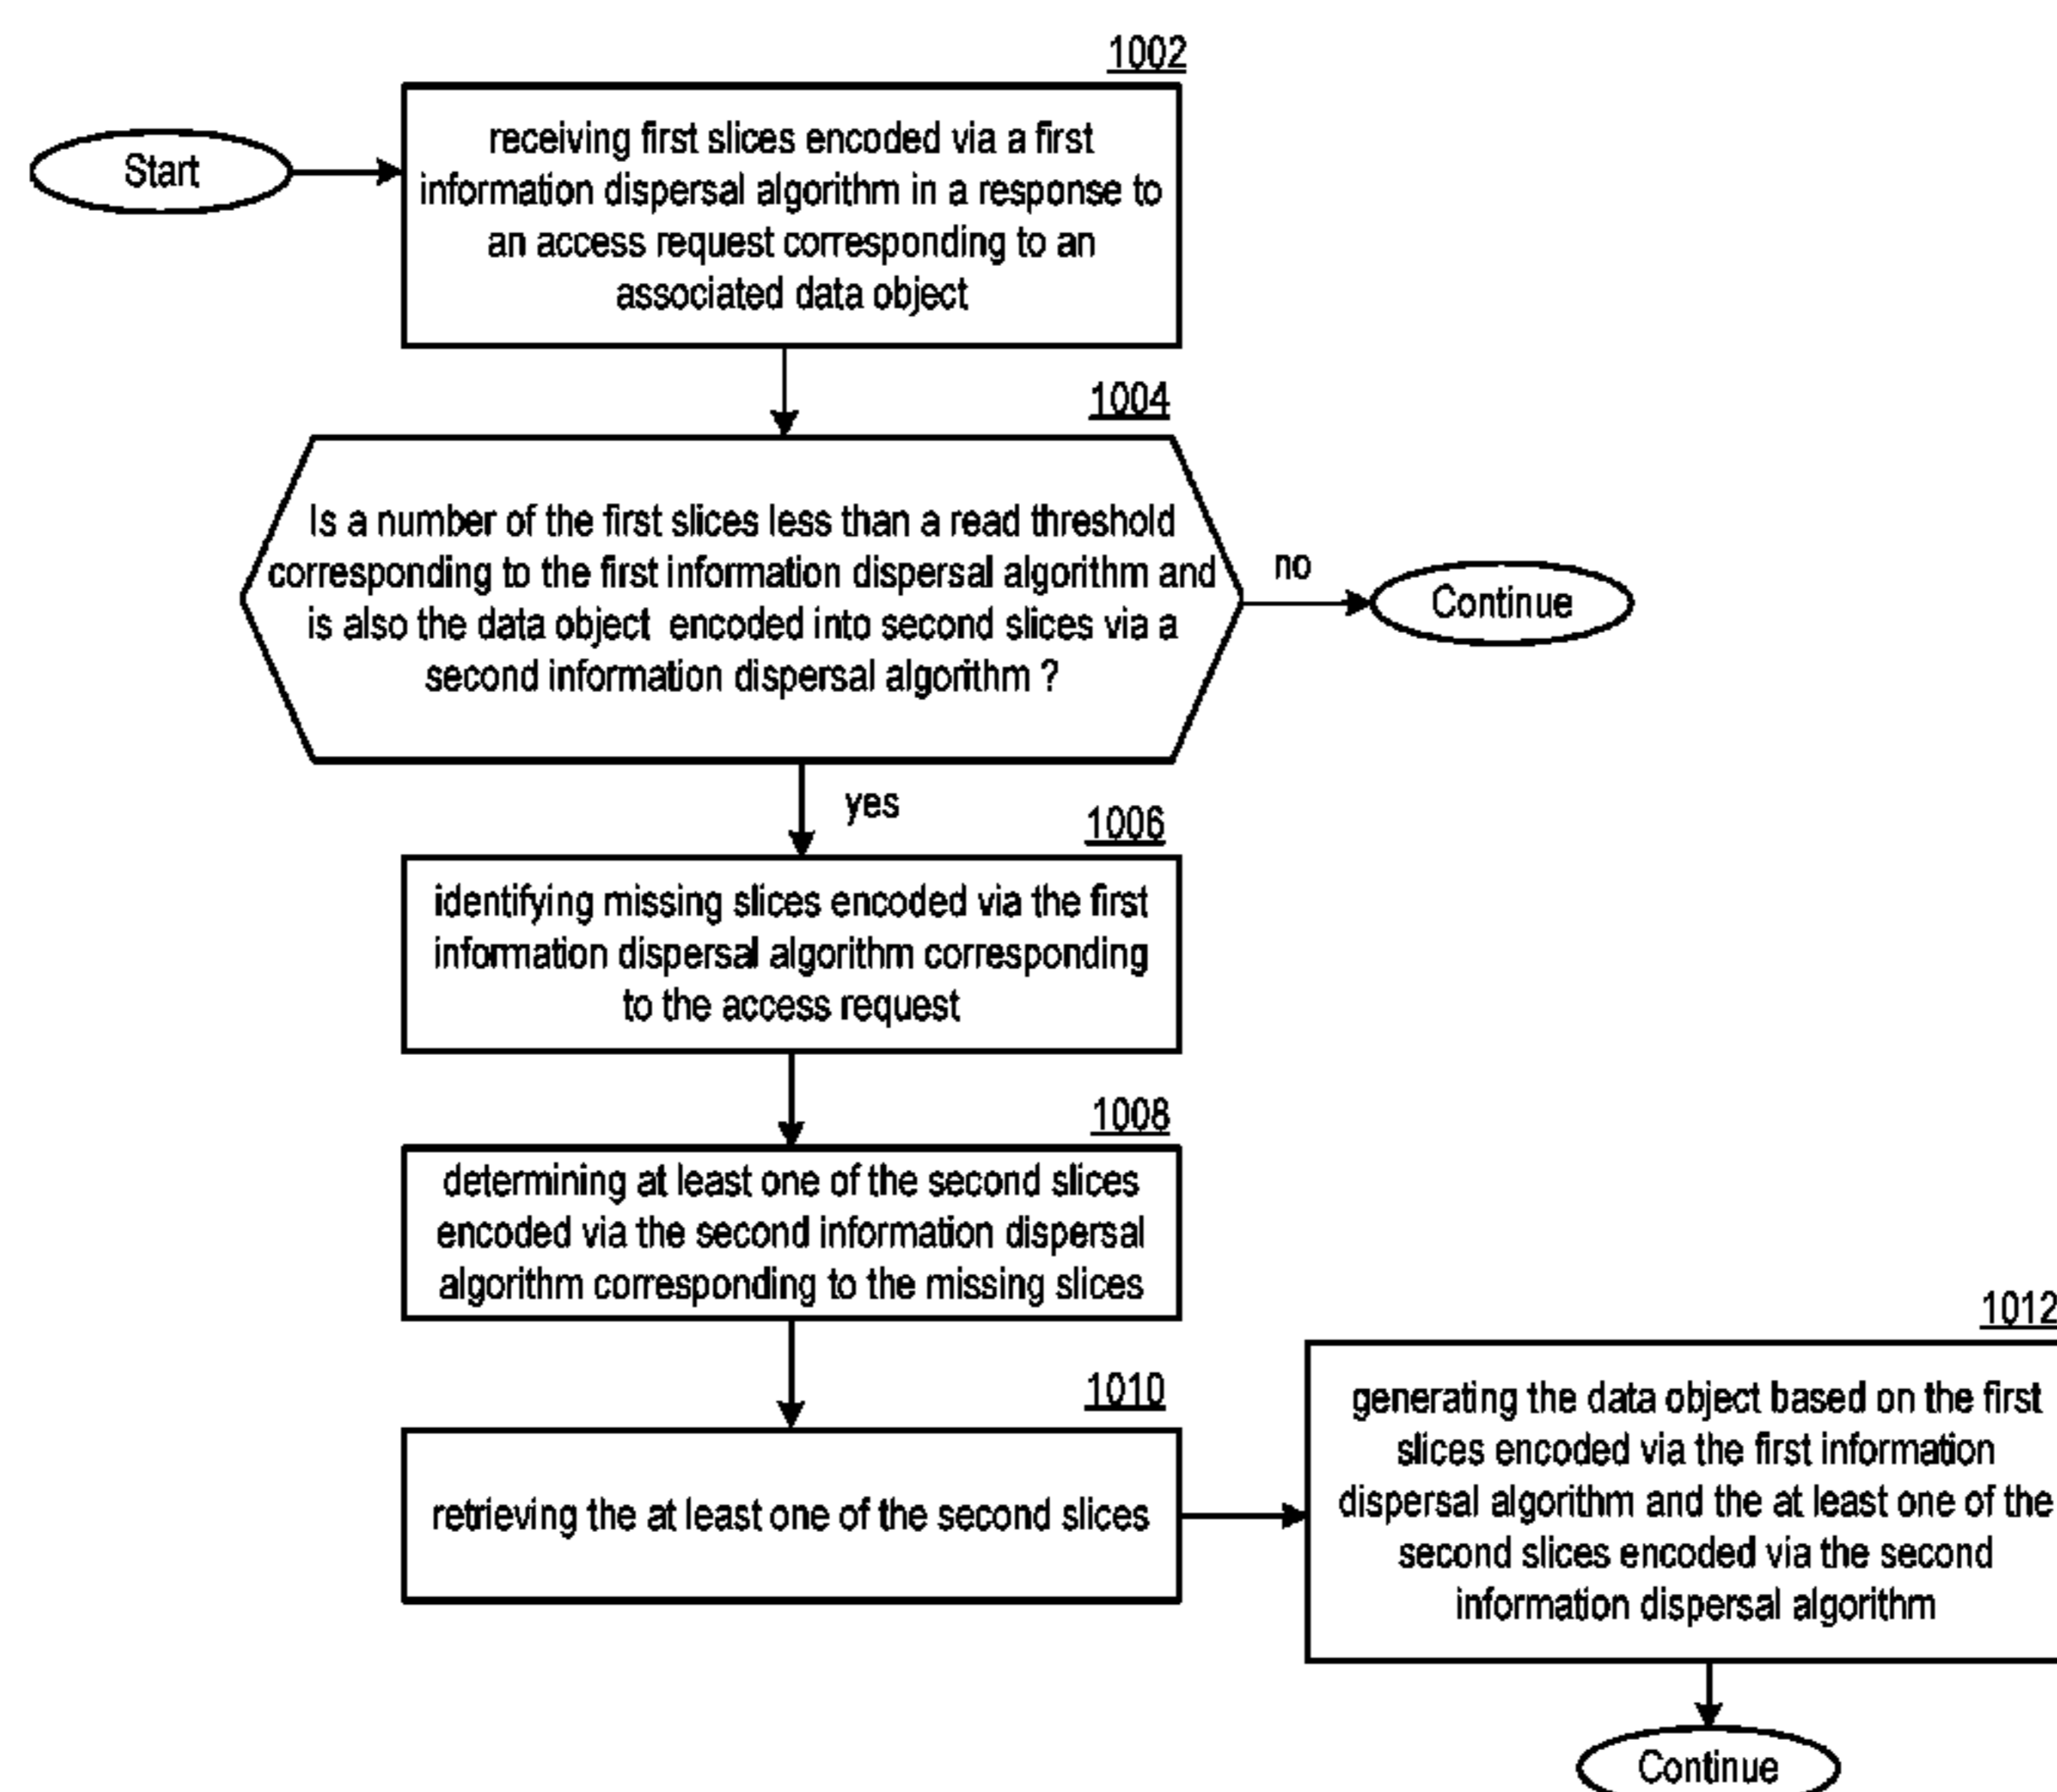 1002
Start
receiving first slices encoded via a first
information dispersal algorithm in a response to
an access request corresponding to an
associated data object
1004
Is a number of the first slices less than a read threshold
corresponding to the first information dispersal algorithm and
is also the data object encoded into second slices via a
second information dispersal algorithm ?
no
Continue
yes
1006
identifying missing slices encoded via the first
information dispersal algorithm corresponding
to the access request
1008
determining at least one of the second slices
encoded via the second information dispersal
algorithm corresponding to the missing slices
1010
retrieving the at least one of the second slices
1012
generating the data object based on the first
slices encoded via the first information
dispersal algorithm and the at least one of the
second slices encoded via the second
information dispersal algorithm
Continue